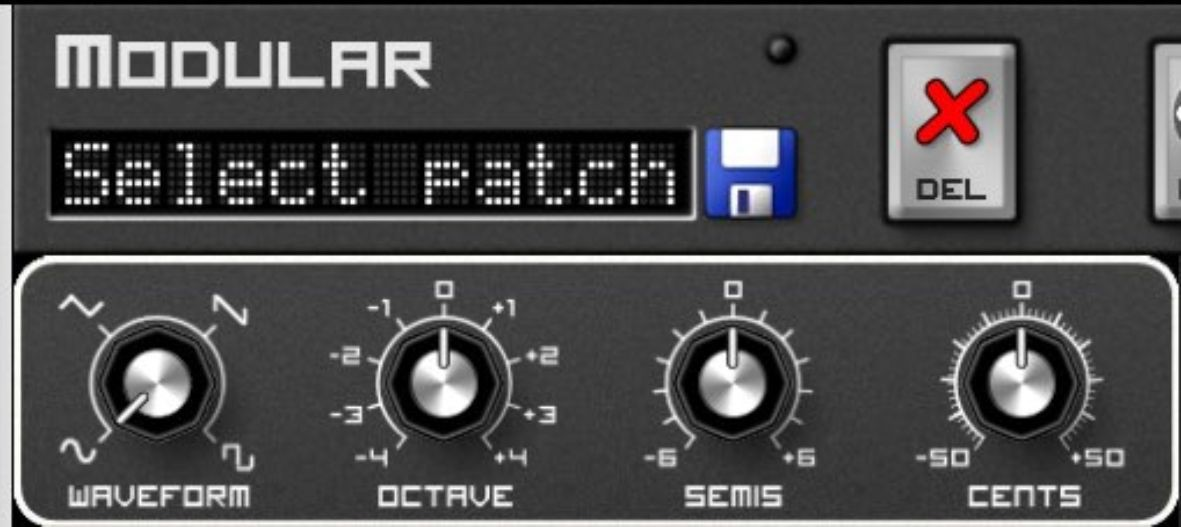 MODULAR
Select patch
DEL
0
-1 +1
-2 +2
-3 +3
-4 +4
OCTAVE
0
-6 +6
SEMIS
0
-50 +50
CENTS
WAVEFORM